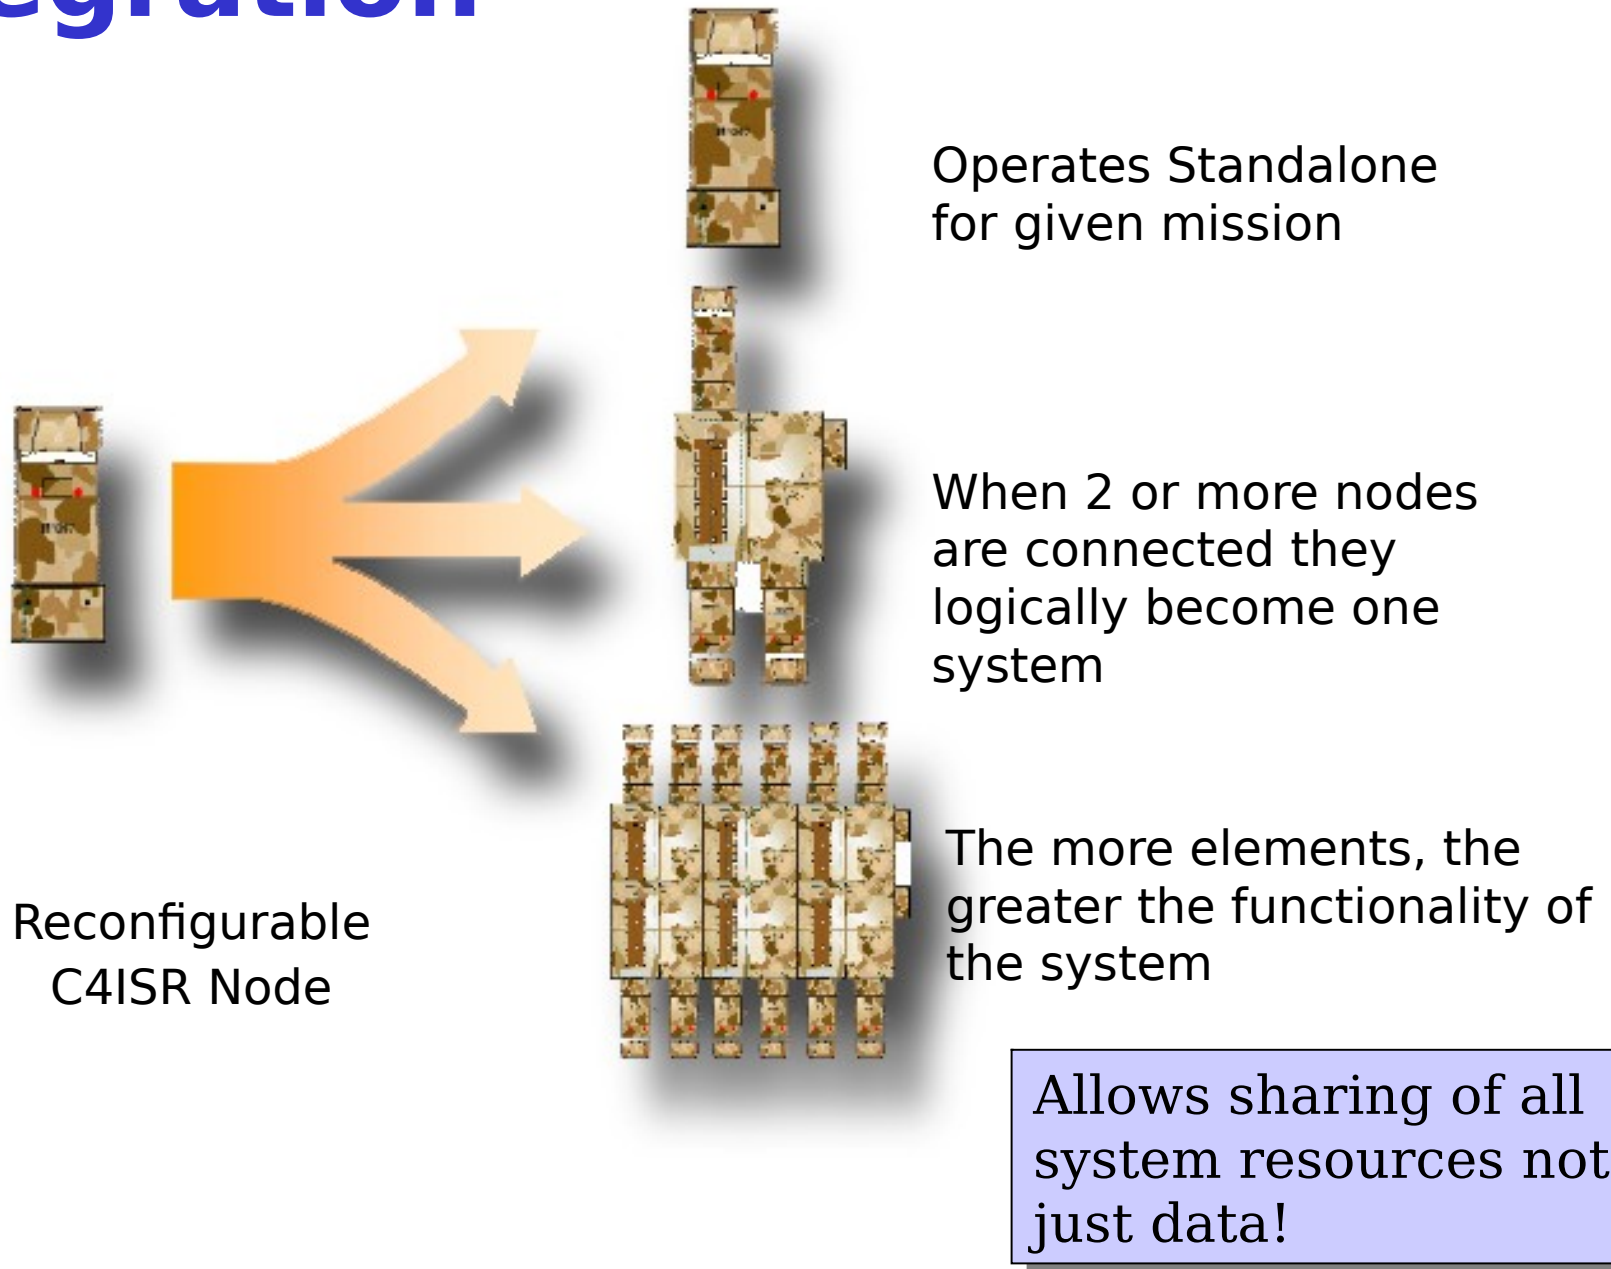 egration
Operates Standalone
for given mission
When 2 or more nodes
are connected they
logically become one
system
The more elements, the
greater the functionality of
the system
Reconfigurable
C4ISR Node
Allows sharing of all
system resources not
just data!